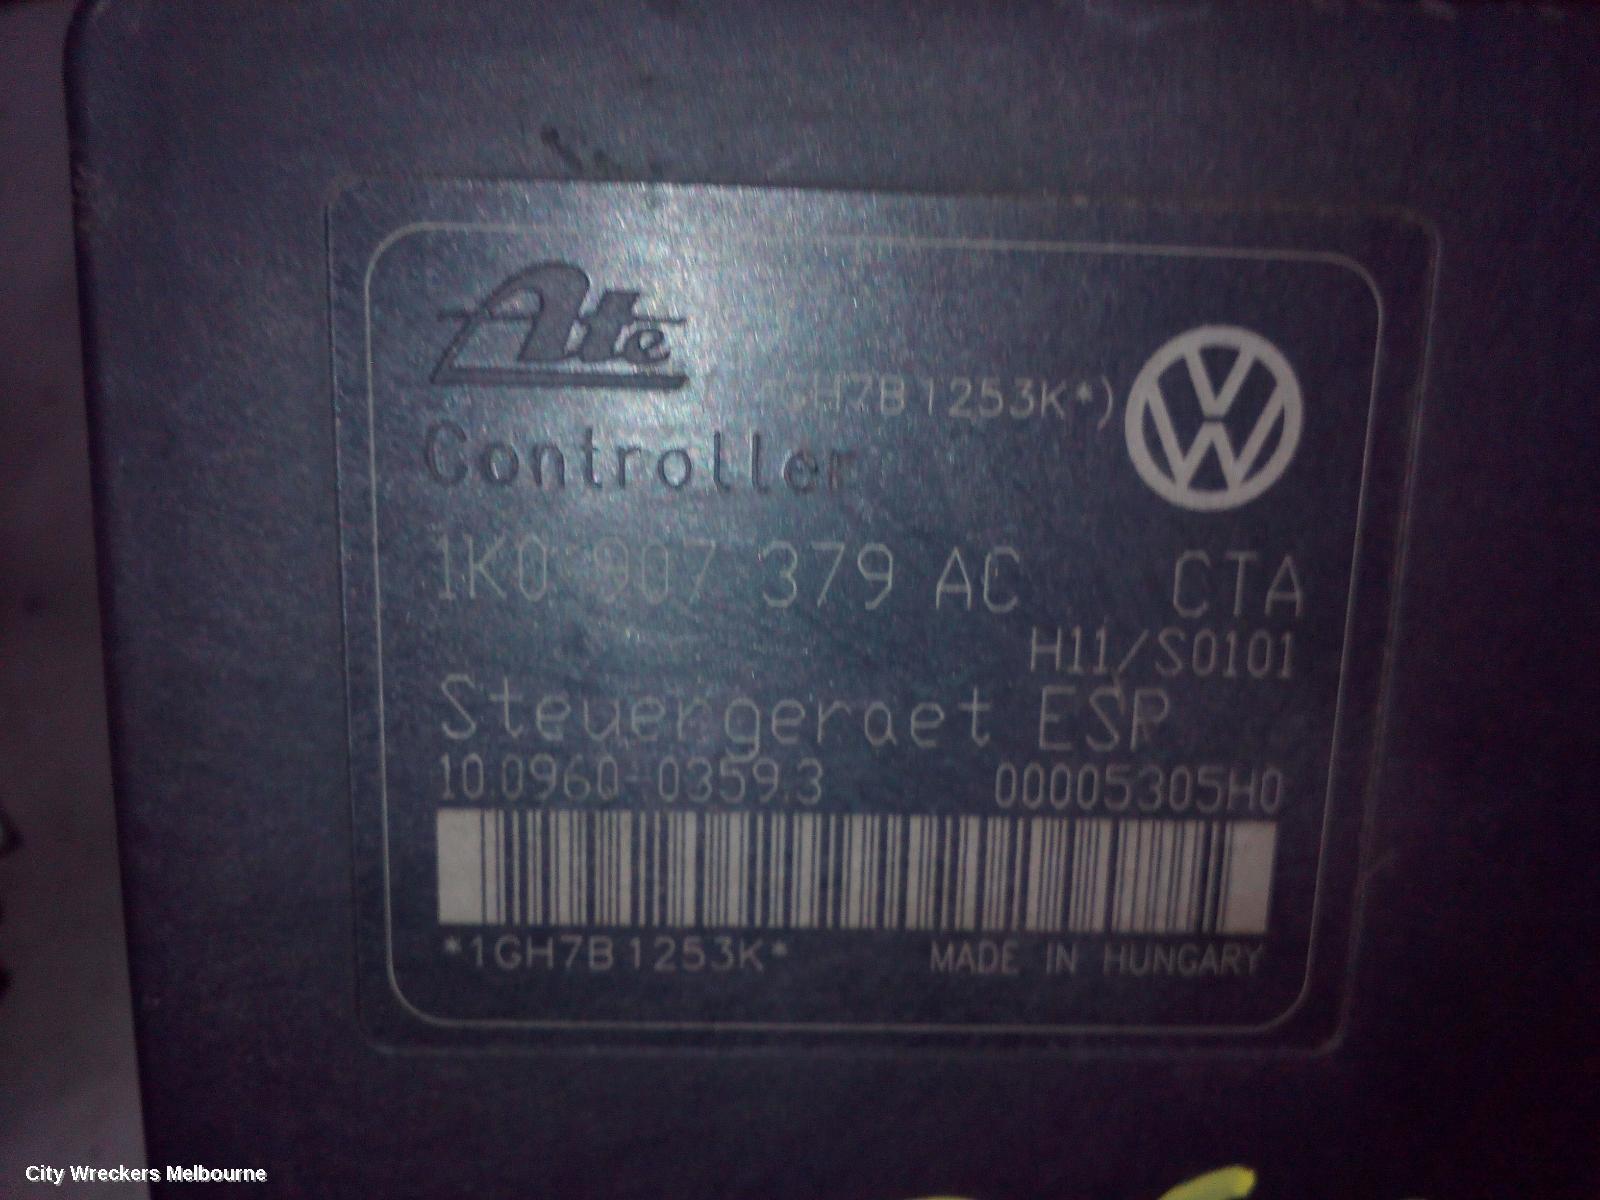 Ate
GH7B1253K*)
Controller
1K0 907 379 AC CTA
H11/S0101
Steuergeraet ESP
10.0960-0359.3 00005305H0
*1GH7B1253K* MADE IN HUNGARY
City Wreckers Melbourne